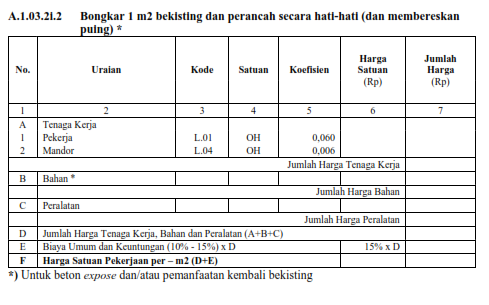 A.1.03.2i.2 Bongkar 1 m2 bekisting dan perancah secara hati-hati (dan membereskan
puing) *
No. Uraian Kode Satuan Koefisien Harga Satuan (Rp) Jumlah Harga (Rp)
1 2 3 4 5 6 7
A Tenaga Kerja
1 Pekerja L.01 OH 0,060
2 Mandor L.04 OH 0,006
Jumlah Harga Tenaga Kerja
B Bahan *
Jumlah Harga Bahan
C Peralatan
Jumlah Harga Peralatan
D Jumlah Harga Tenaga Kerja, Bahan dan Peralatan (A+B+C)
E Biaya Umum dan Keuntungan (10% - 15%) x D 15% x D
F Harga Satuan Pekerjaan per – m2 (D+E)
*) Untuk beton expose dan/atau pemanfaatan kembali bekisting